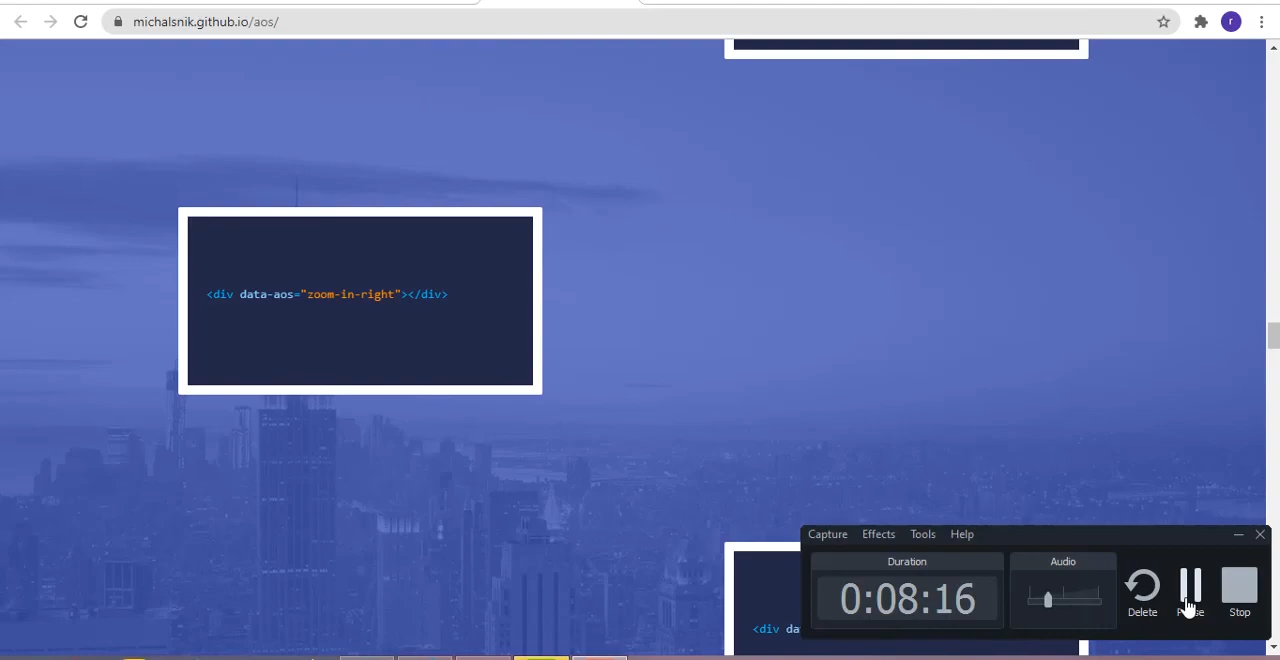 michalsnik.github.io/aos/
r
<div data-aos="zoom-in-right"></div>
Capture Effects Tools Help
Duration
Audio
0:08:16
Delete
Stop
<div da